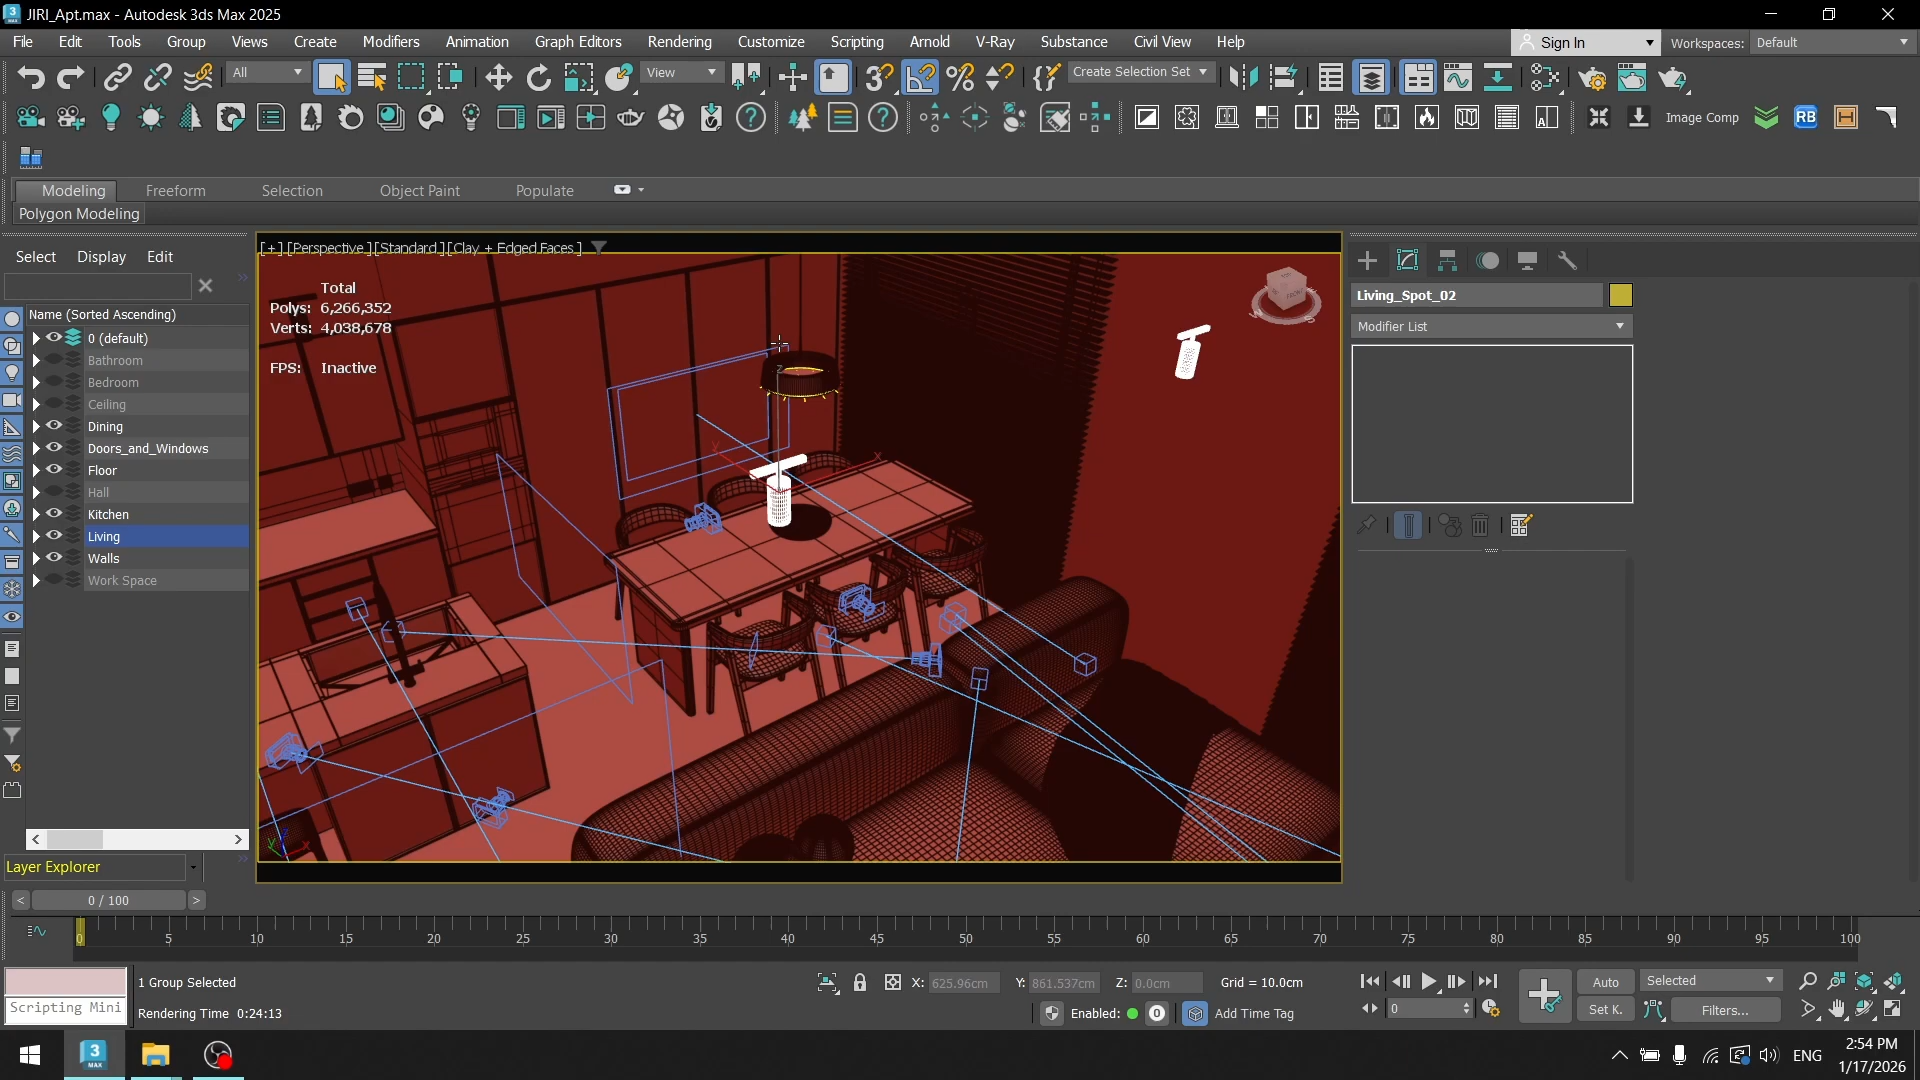 JIRI_Apt.max - Autodesk 3ds Max 2025
File Edit Tools Group Views Create Modifiers Animation Graph Editors Rendering Customize Scripting Arnold V-Ray Substance Civil View Help
Sign In Workspaces: Default
All View Create Selection Set
Image Comp RB
Modeling Freeform Selection Object Paint Populate
Polygon Modeling
Select Display Edit
[+] [Perspective ] [Standard ] [Clay + Edged Faces ]
Total
Polys: 6,266,352
Verts: 4,038,678
FPS: Inactive
Name (Sorted Ascending)
0 (default)
Bathroom
Bedroom
Ceiling
Dining
Doors_and_Windows
Floor
Hall
Kitchen
Living
Walls
Work Space
Layer Explorer
Living_Spot_02
Modifier List
0 / 100
0 5 10 15 20 25 30 35 40 45 50 55 60 65 70 75 80 85 90 95 100
1 Group Selected
X: 625.96cm Y: 861.537cm Z: 0.0cm Grid = 10.0cm
Auto Selected
Scripting Mini
Rendering Time 0:24:13
Enabled: 0 Add Time Tag
0
Set K. Filters...
ENG
2:54 PM
1/17/2026